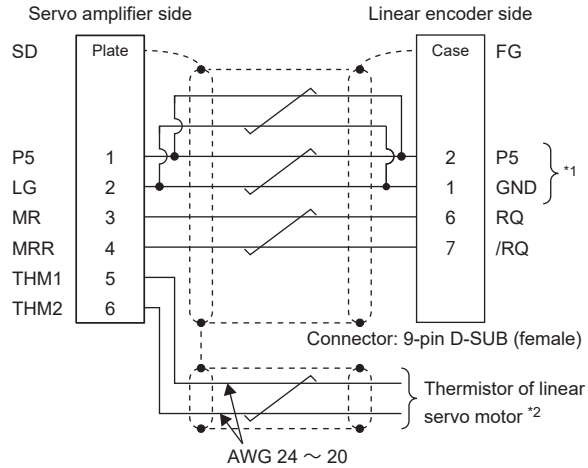 Servo amplifier side
Linear encoder side
SD Plate Case FG
P5 1 2 P5
LG 2 1 GND
*1
MR 3 6 RQ
MRR 4 7 /RQ
THM1 5
THM2 6
Connector: 9-pin D-SUB (female)
Thermistor of linear
servo motor *2
AWG 24 ～ 20